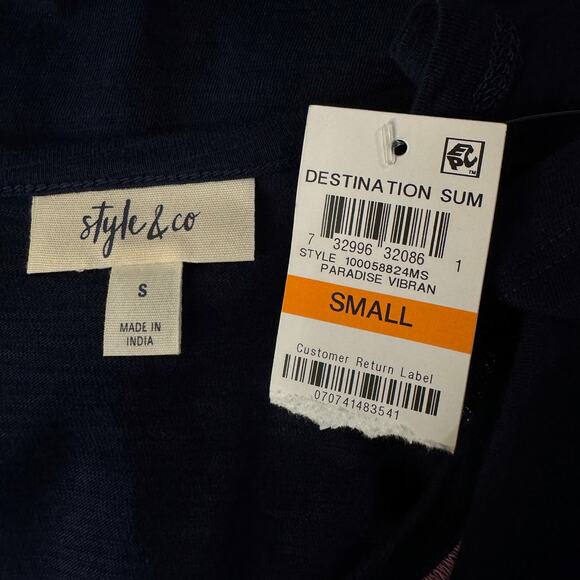 style & co
S
MADE IN
INDIA
EPC™
DESTINATION SUM
7 32996 32086 1
STYLE 100058824MS
PARADISE VIBRAN
SMALL
Customer Return Label
070741483541